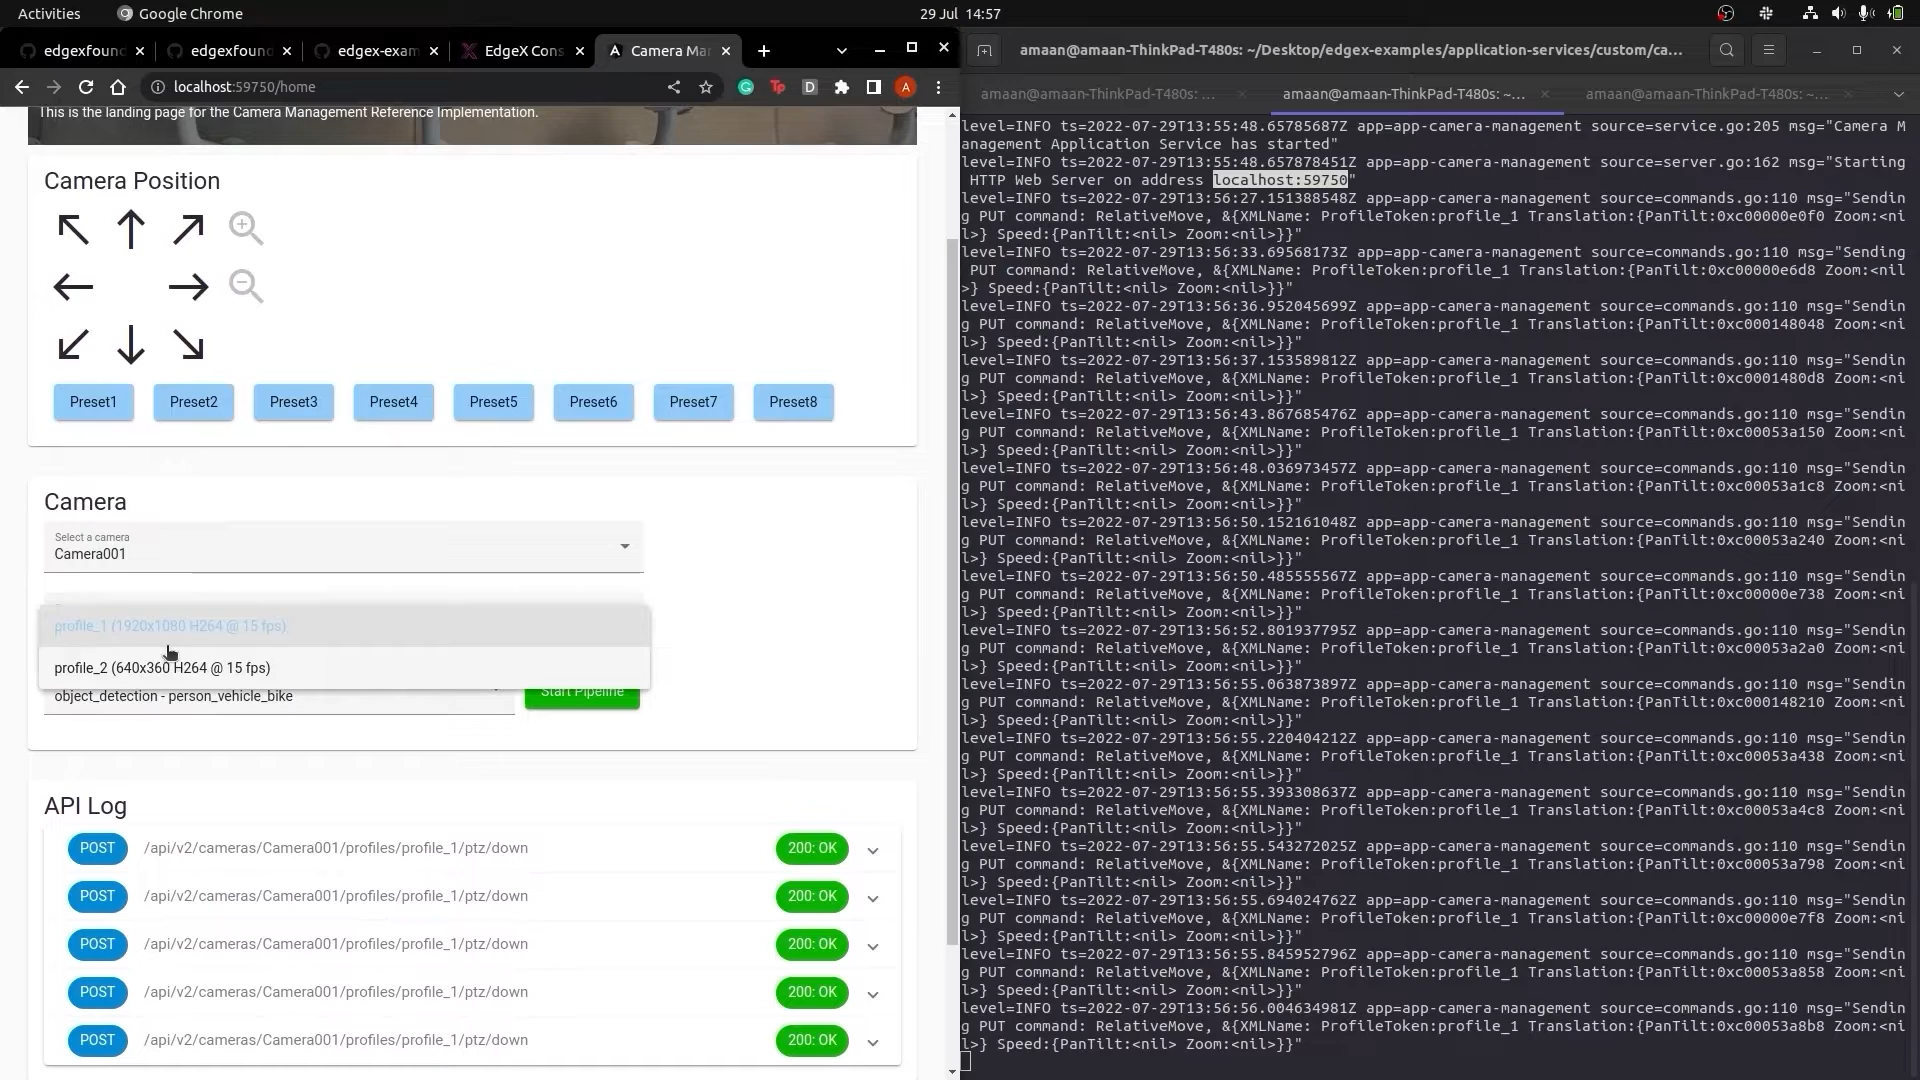 Activities
Google Chrome
29 Jul 14:57
edgexfoun
edgexfound
edgex-exam
EdgeX Cons
Camera Ma
localhost:59750/home
A
This is the landing page for the Camera Management Reference Implementation.
Camera Position
Preset1
Preset2
Preset3
Preset4
Preset5
Preset6
Preset7
Preset8
Camera
Select a camera
Camera001
profile_1 (1920x1080 H264 @ 15 fps)
profile_2 (640x360 H264 @ 15 fps)
object_detection - person_vehicle_bike
Start Pipeline
API Log
POST /api/v2/cameras/Camera001/profiles/profile_1/ptz/down 200: OK
POST /api/v2/cameras/Camera001/profiles/profile_1/ptz/down 200: OK
POST /api/v2/cameras/Camera001/profiles/profile_1/ptz/down 200: OK
POST /api/v2/cameras/Camera001/profiles/profile_1/ptz/down 200: OK
POST /api/v2/cameras/Camera001/profiles/profile_1/ptz/down 200: OK
amaan@amaan-ThinkPad-T480s: ~/Desktop/edgex-examples/application-services/custom/ca...
amaan@amaan-ThinkPad-T480s: ...
amaan@amaan-ThinkPad-T480s: ~...
amaan@amaan-ThinkPad-T480s: ~...
level=INFO ts=2022-07-29T13:55:48.65785687Z app=app-camera-management source=service.go:205 msg="Camera M
anagement Application Service has started"
level=INFO ts=2022-07-29T13:55:48.657878451Z app=app-camera-management source=server.go:162 msg="Starting
HTTP Web Server on address localhost:59750"
level=INFO ts=2022-07-29T13:56:27.151388548Z app=app-camera-management source=commands.go:110 msg="Sendin
g PUT command: RelativeMove, &{XMLName: ProfileToken:profile_1 Translation:{PanTilt:0xc00000e0f0 Zoom:<ni
l>} Speed:{PanTilt:<nil> Zoom:<nil>}}"
level=INFO ts=2022-07-29T13:56:33.69568173Z app=app-camera-management source=commands.go:110 msg="Sending
PUT command: RelativeMove, &{XMLName: ProfileToken:profile_1 Translation:{PanTilt:0xc00000e6d8 Zoom:<nil
>} Speed:{PanTilt:<nil> Zoom:<nil>}}"
level=INFO ts=2022-07-29T13:56:36.952045699Z app=app-camera-management source=commands.go:110 msg="Sendin
g PUT command: RelativeMove, &{XMLName: ProfileToken:profile_1 Translation:{PanTilt:0xc000148048 Zoom:<ni
l>} Speed:{PanTilt:<nil> Zoom:<nil>}}"
level=INFO ts=2022-07-29T13:56:37.153589812Z app=app-camera-management source=commands.go:110 msg="Sendin
g PUT command: RelativeMove, &{XMLName: ProfileToken:profile_1 Translation:{PanTilt:0xc0001480d8 Zoom:<ni
l>} Speed:{PanTilt:<nil> Zoom:<nil>}}"
level=INFO ts=2022-07-29T13:56:43.867685476Z app=app-camera-management source=commands.go:110 msg="Sendin
g PUT command: RelativeMove, &{XMLName: ProfileToken:profile_1 Translation:{PanTilt:0xc00053a150 Zoom:<ni
l>} Speed:{PanTilt:<nil> Zoom:<nil>}}"
level=INFO ts=2022-07-29T13:56:48.036973457Z app=app-camera-management source=commands.go:110 msg="Sendin
g PUT command: RelativeMove, &{XMLName: ProfileToken:profile_1 Translation:{PanTilt:0xc00053a1c8 Zoom:<ni
l>} Speed:{PanTilt:<nil> Zoom:<nil>}}"
level=INFO ts=2022-07-29T13:56:50.152161048Z app=app-camera-management source=commands.go:110 msg="Sendin
g PUT command: RelativeMove, &{XMLName: ProfileToken:profile_1 Translation:{PanTilt:0xc00053a240 Zoom:<ni
l>} Speed:{PanTilt:<nil> Zoom:<nil>}}"
level=INFO ts=2022-07-29T13:56:50.485555567Z app=app-camera-management source=commands.go:110 msg="Sendin
g PUT command: RelativeMove, &{XMLName: ProfileToken:profile_1 Translation:{PanTilt:0xc00000e738 Zoom:<ni
l>} Speed:{PanTilt:<nil> Zoom:<nil>}}"
level=INFO ts=2022-07-29T13:56:52.801937795Z app=app-camera-management source=commands.go:110 msg="Sendin
g PUT command: RelativeMove, &{XMLName: ProfileToken:profile_1 Translation:{PanTilt:0xc00053a2a0 Zoom:<ni
l>} Speed:{PanTilt:<nil> Zoom:<nil>}}"
level=INFO ts=2022-07-29T13:56:55.063873897Z app=app-camera-management source=commands.go:110 msg="Sendin
g PUT command: RelativeMove, &{XMLName: ProfileToken:profile_1 Translation:{PanTilt:0xc000148210 Zoom:<ni
l>} Speed:{PanTilt:<nil> Zoom:<nil>}}"
level=INFO ts=2022-07-29T13:56:55.220404212Z app=app-camera-management source=commands.go:110 msg="Sendin
g PUT command: RelativeMove, &{XMLName: ProfileToken:profile_1 Translation:{PanTilt:0xc00053a438 Zoom:<ni
l>} Speed:{PanTilt:<nil> Zoom:<nil>}}"
level=INFO ts=2022-07-29T13:56:55.393308637Z app=app-camera-management source=commands.go:110 msg="Sendin
g PUT command: RelativeMove, &{XMLName: ProfileToken:profile_1 Translation:{PanTilt:0xc00053a4c8 Zoom:<ni
l>} Speed:{PanTilt:<nil> Zoom:<nil>}}"
level=INFO ts=2022-07-29T13:56:55.543272025Z app=app-camera-management source=commands.go:110 msg="Sendin
g PUT command: RelativeMove, &{XMLName: ProfileToken:profile_1 Translation:{PanTilt:0xc00053a798 Zoom:<ni
l>} Speed:{PanTilt:<nil> Zoom:<nil>}}"
level=INFO ts=2022-07-29T13:56:55.694024762Z app=app-camera-management source=commands.go:110 msg="Sendin
g PUT command: RelativeMove, &{XMLName: ProfileToken:profile_1 Translation:{PanTilt:0xc00000e7f8 Zoom:<ni
l>} Speed:{PanTilt:<nil> Zoom:<nil>}}"
level=INFO ts=2022-07-29T13:56:55.845952796Z app=app-camera-management source=commands.go:110 msg="Sendin
g PUT command: RelativeMove, &{XMLName: ProfileToken:profile_1 Translation:{PanTilt:0xc00053a858 Zoom:<ni
l>} Speed:{PanTilt:<nil> Zoom:<nil>}}"
level=INFO ts=2022-07-29T13:56:56.004634981Z app=app-camera-management source=commands.go:110 msg="Sendin
g PUT command: RelativeMove, &{XMLName: ProfileToken:profile_1 Translation:{PanTilt:0xc00053a8b8 Zoom:<ni
l>} Speed:{PanTilt:<nil> Zoom:<nil>}}"